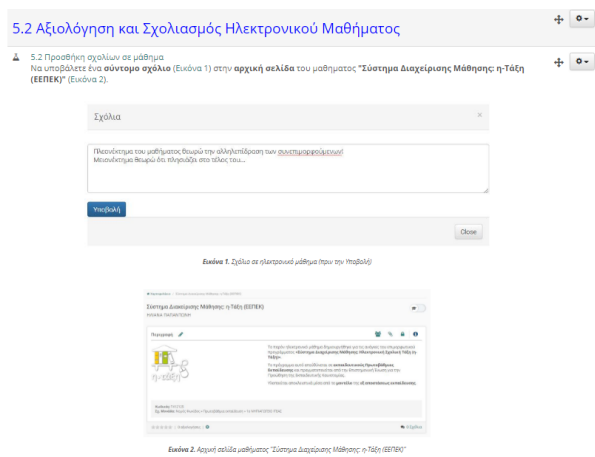 5.2 Αξιολόγηση και Σχολιασμός Ηλεκτρονικού Μαθήματος
5.2 Προσθήκη σχολίων σε μάθημα
Να υποβάλετε ένα σύντομο σχόλιο (Εικόνα 1) στην αρχική σελίδα του μαθηματος "Σύστημα Διαχείρισης Μάθησης: η-Τάξη
(ΕΕΠΕΚ)" (Εικόνα 2).
Σχόλια
Πλεονέκτημα του μαθήματος θεωρώ την αλληλεπίδραση των συνεπιμορφούμενων!
Μειονέκτημα θεωρώ ότι πλησιάζει στο τέλος του...
Υποβολή
Close
Εικόνα 1. Σχόλιο σε ηλεκτρονικό μάθημα (πριν την Υποβολή)
Σύστημα Διαχείρισης Μάθησης: η-Τάξη (ΕΕΠΕΚ)
Περιγραφή
η-τάξη
Εικόνα 2. Αρχική σελίδα μαθήματος "Σύστημα Διαχείρισης Μάθησης: η-Τάξη (ΕΕΠΕΚ)"